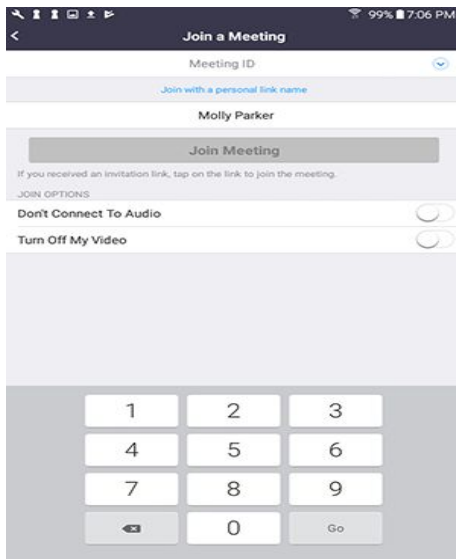 99% 7:06 PM
Join a Meeting
Meeting ID
Join with a personal link name
Molly Parker
Join Meeting
If you received an invitation link, tap on the link to join the meeting.
JOIN OPTIONS
Don't Connect To Audio
Turn Off My Video
1 2 3
4 5 6
7 8 9
0 Go